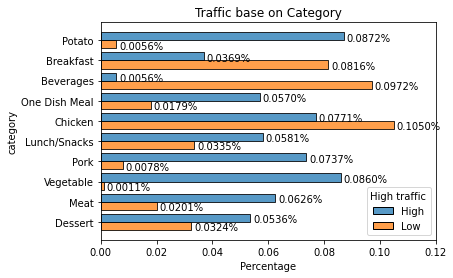 Traffic base on Category
category
Potato
0.0872%
0.0056%
Breakfast
0.0369%
0.0816%
Beverages
0.0056%
0.0972%
One Dish Meal
0.0570%
0.0179%
Chicken
0.0771%
0.1050%
Lunch/Snacks
0.0581%
0.0335%
Pork
0.0737%
0.0078%
Vegetable
0.0860%
0.0011%
Meat
0.0626%
0.0201%
Dessert
0.0536%
0.0324%
High traffic
High
Low
0.00 0.02 0.04 0.06 0.08 0.10 0.12
Percentage